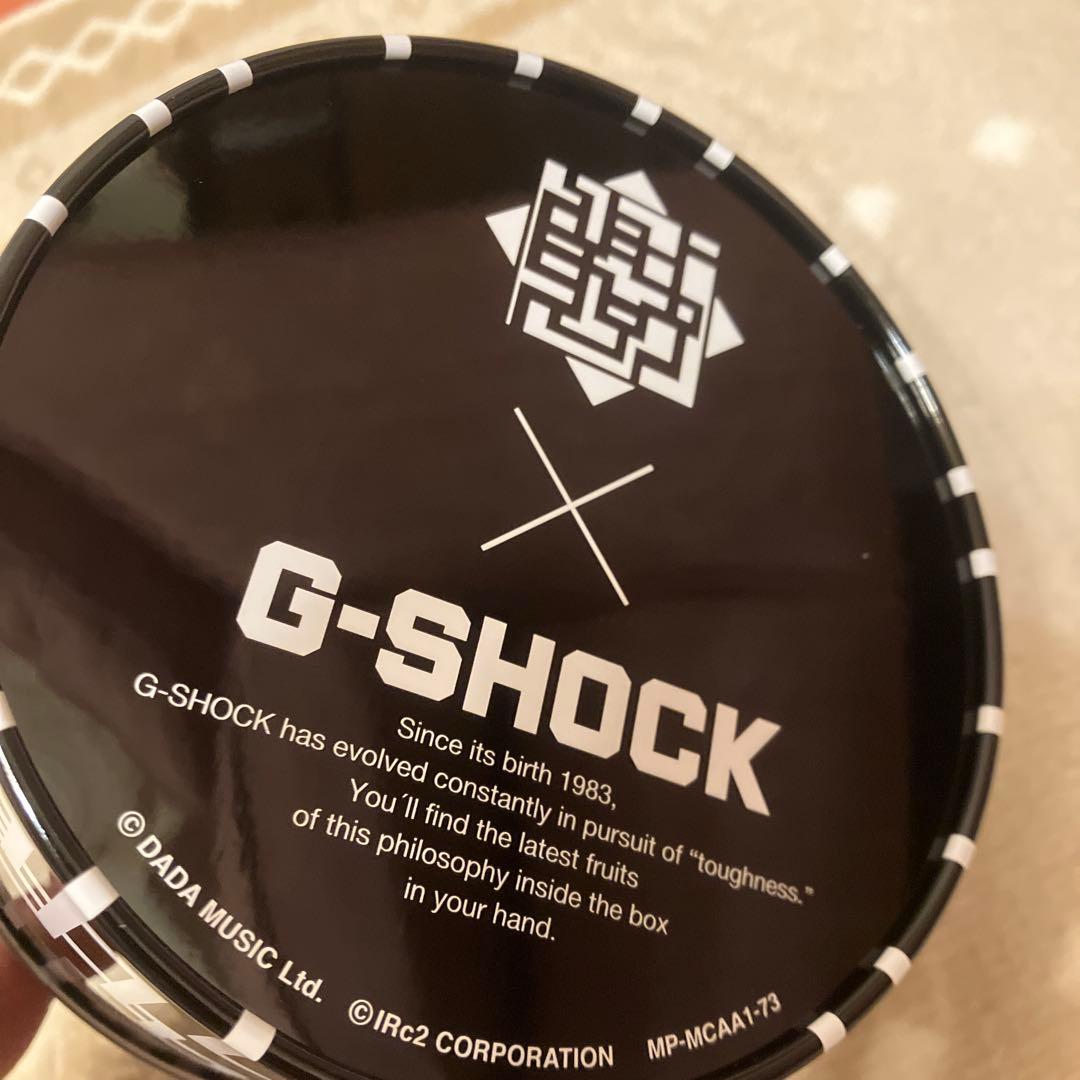 G-SHOCK
Since its birth 1983,
G-SHOCK has evolved constantly in pursuit of “toughness.”
You´ll find the latest fruits
of this philosophy inside the box
in your hand.
© DADA MUSIC Ltd. ©IRc2 CORPORATION MP-MCAA1-73